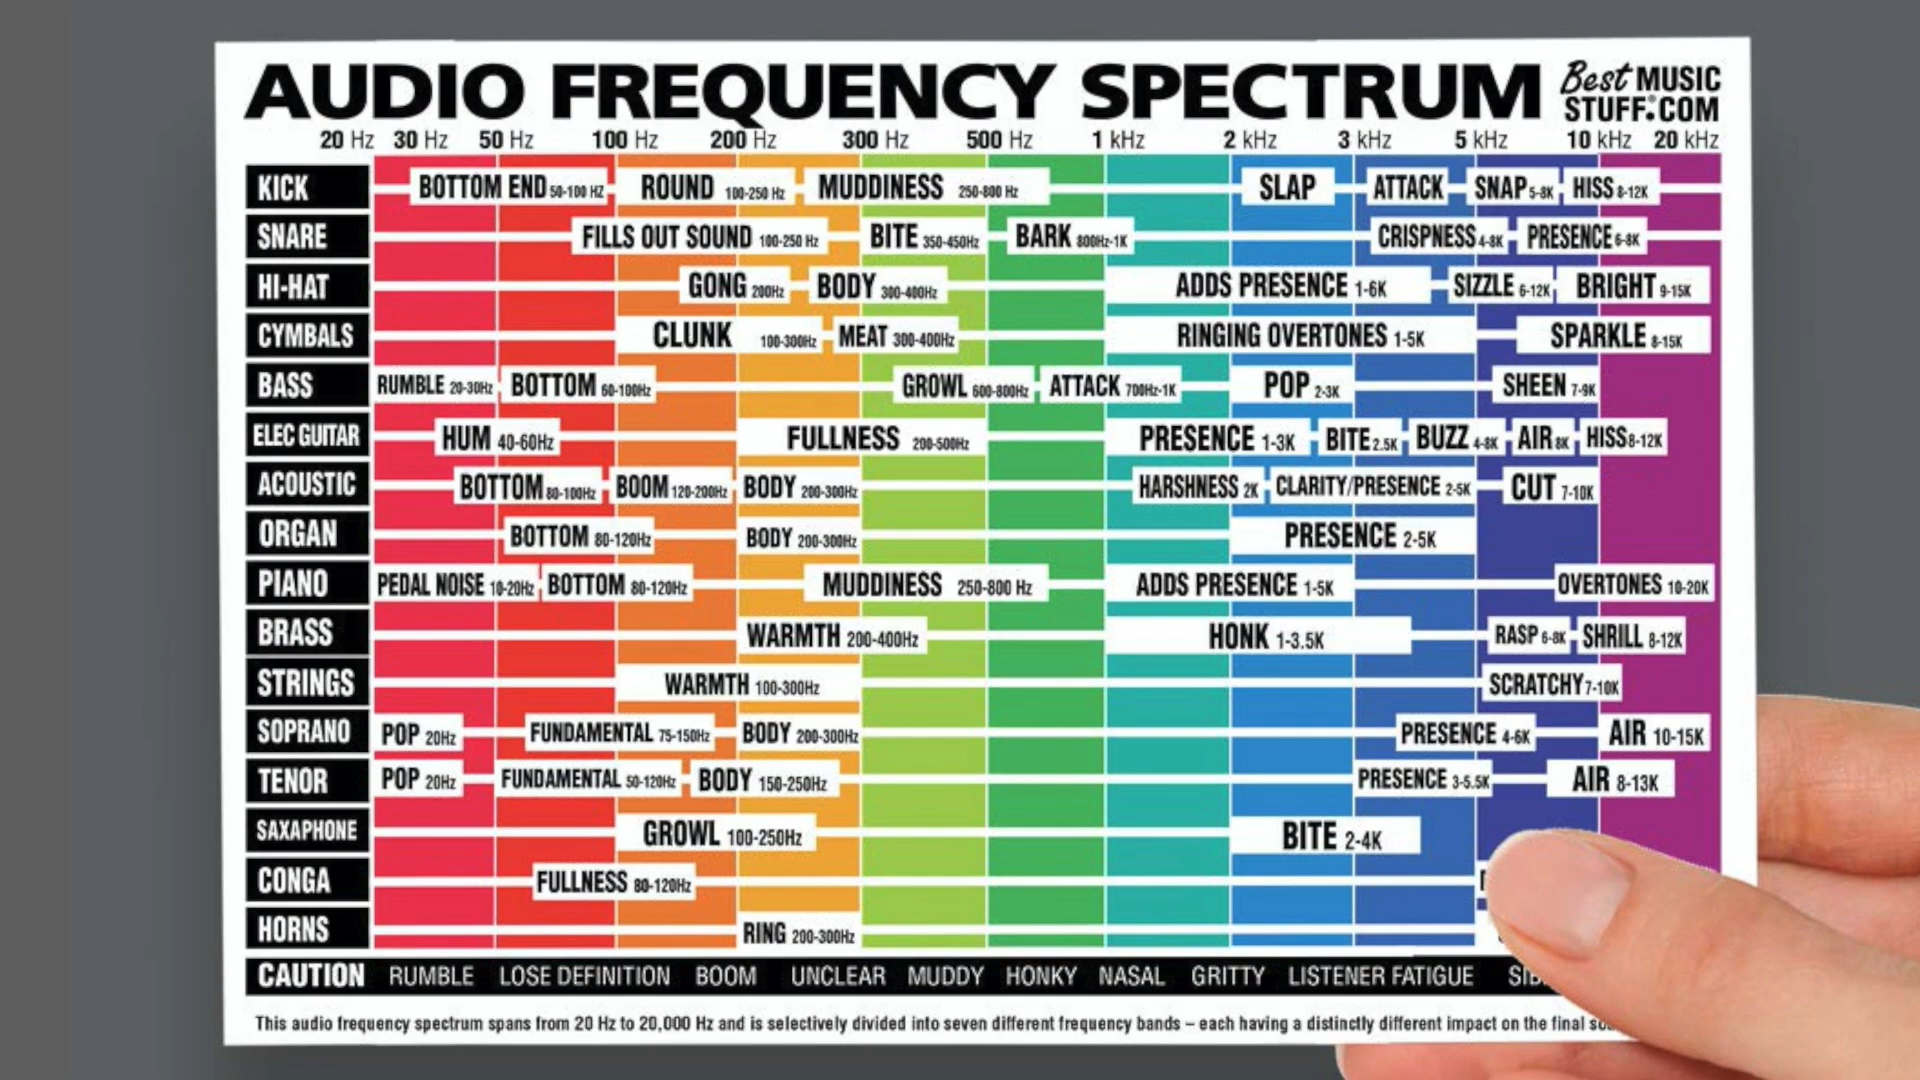 AUDIO FREQUENCY SPECTRUM Best MUSIC STUFF.COM
20 Hz 30 Hz 50 Hz 100 Hz 200 Hz 300 Hz 500 Hz 1 kHz 2 kHz 3 kHz 5 kHz 10 kHz 20 kHz
KICK BOTTOM END 50-100 HZ ROUND 100-250 Hz MUDDINESS 250-800 Hz SLAP ATTACK SNAP 5-8K HISS 8-12K
SNARE FILLS OUT SOUND 100-250 Hz BITE 350-450Hz BARK 800Hz-1K CRISPNESS 4-8K PRESENCE 6-8K
HI-HAT GONG 200Hz BODY 300-400Hz ADDS PRESENCE 1-6K SIZZLE 6-12K BRIGHT 9-15K
CYMBALS CLUNK 100-300Hz MEAT 300-400Hz RINGING OVERTONES 1-5K SPARKLE 8-15K
BASS RUMBLE 20-30Hz BOTTOM 60-100Hz GROWL 600-800Hz ATTACK 700Hz-1K POP 2-3K SHEEN 7-9K
ELEC GUITAR HUM 40-60Hz FULLNESS 200-500Hz PRESENCE 1-3K BITE 2.5K BUZZ 4-8K AIR 8K HISS 8-12K
ACOUSTIC BOTTOM 80-100Hz BOOM 120-200Hz BODY 200-300Hz HARSHNESS 2K CLARITY/PRESENCE 2-5K CUT 7-10K
ORGAN BOTTOM 80-120Hz BODY 200-300Hz PRESENCE 2-5K
PIANO PEDAL NOISE 10-20Hz BOTTOM 80-120Hz MUDDINESS 250-800 Hz ADDS PRESENCE 1-5K OVERTONES 10-20K
BRASS WARMTH 200-400Hz HONK 1-3.5K RASP 6-8K SHRILL 8-12K
STRINGS WARMTH 100-300Hz SCRATCHY 7-10K
SOPRANO POP 20Hz FUNDAMENTAL 75-150Hz BODY 200-300Hz PRESENCE 4-6K AIR 10-15K
TENOR POP 20Hz FUNDAMENTAL 50-120Hz BODY 150-250Hz PRESENCE 3-5.5K AIR 8-13K
SAXAPHONE GROWL 100-250Hz BITE 2-4K
CONGA FULLNESS 80-120Hz
HORNS RING 200-300Hz
CAUTION RUMBLE LOSE DEFINITION BOOM UNCLEAR MUDDY HONKY NASAL GRITTY LISTENER FATIGUE
This audio frequency spectrum spans from 20 Hz to 20,000 Hz and is selectively divided into seven different frequency bands – each having a distinctly different impact on the final